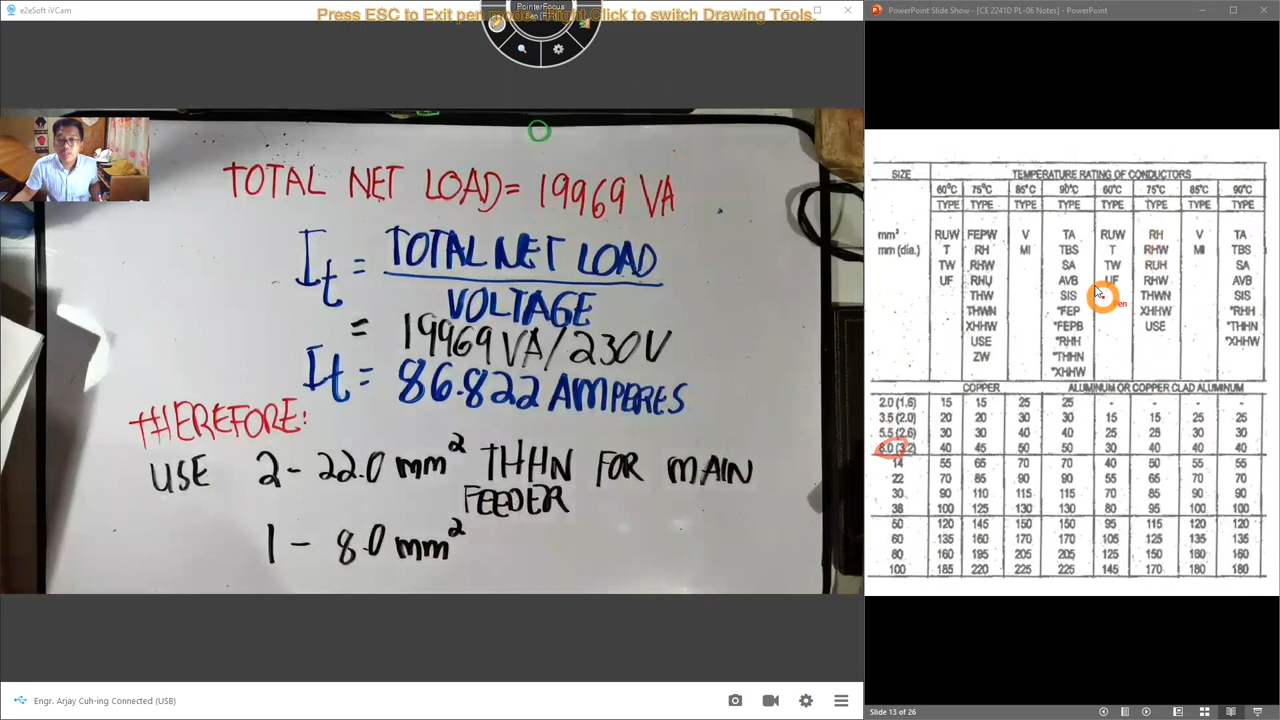 e2eSoft iVCam
Press ESC to Exit pen mode. Right Click to switch Drawing Tools.
PointerFocus
PowerPoint Slide Show - [CE 2241D PL-06 Notes] - PowerPoint
TOTAL NET LOAD = 19969 VA
It = TOTAL NET LOAD
VOLTAGE
= 19969 VA/230V
It = 86.822 AMPERES
THEREFORE:
USE 2 - 22.0 mm² THHN FOR MAIN
FEEDER
1 - 8.0 mm²
SIZE TEMPERATURE RATING OF CONDUCTORS
60°C 75°C 85°C 90°C 60°C 75°C 85°C 90°C
TYPE TYPE TYPE TYPE TYPE TYPE TYPE TYPE
mm² RUW FEPW V TA RUW RH V TA
mm (dia.) T RH MI TBS T RHW MI TBS
TW RHW SA TW RUH SA
UF RHU AVB UF RHW AVB
THW SIS THWN SIS
THWN *FEP XHHW *RHH
XHHW *FEPB USE *THHN
USE *RHH *XHHW
ZW *THHN
*XHHW
Pen
COPPER ALUMINUM OR COPPER CLAD ALUMINUM
2.0 (1.6) 15 15 25 25 - - - -
3.5 (2.0) 20 20 30 30 15 15 25 25
5.5 (2.6) 30 30 40 40 25 25 30 30
8.0 (3.2) 40 45 50 50 30 40 40 40
14 55 65 70 70 40 50 55 55
22 70 85 90 90 55 65 70 70
30 90 110 115 115 70 85 90 90
38 100 125 130 130 80 95 100 100
50 120 145 150 150 95 115 120 120
60 135 160 170 170 105 125 135 135
80 160 195 205 205 125 150 160 160
100 185 220 225 225 145 170 180 180
Engr. Arjay Cuh-ing Connected (USB)
Slide 13 of 26